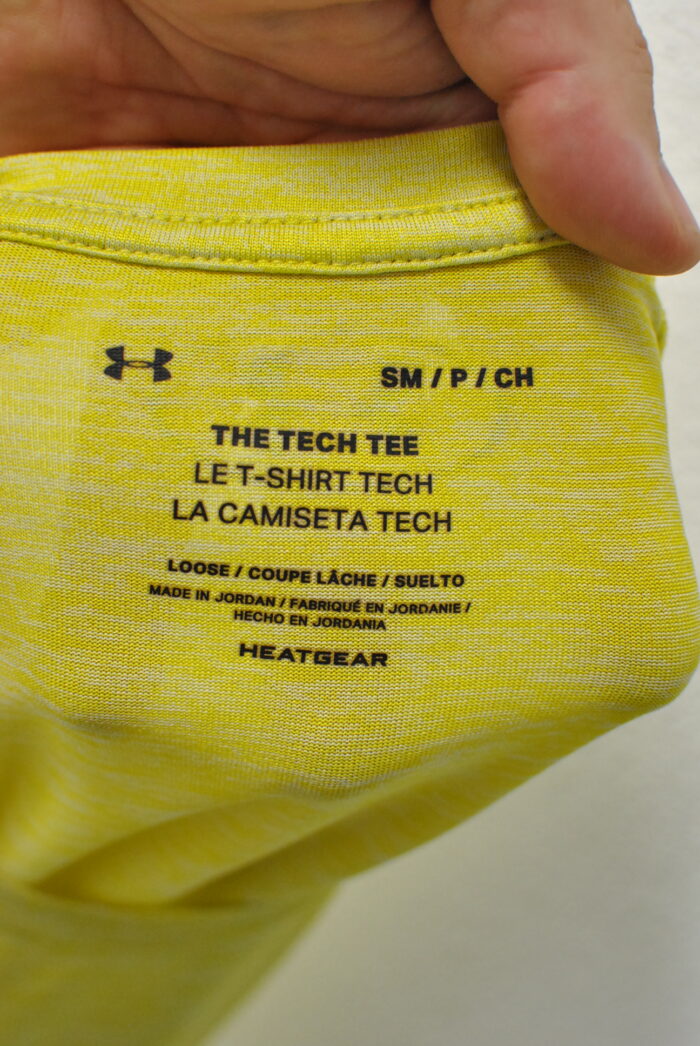 SM / P / CH
THE TECH TEE
LE T-SHIRT TECH
LA CAMISETA TECH
LOOSE / COUPE LÂCHE / SUELTO
MADE IN JORDAN / FABRIQUÉ EN JORDANIE /
HECHO EN JORDANIA
HEATGEAR